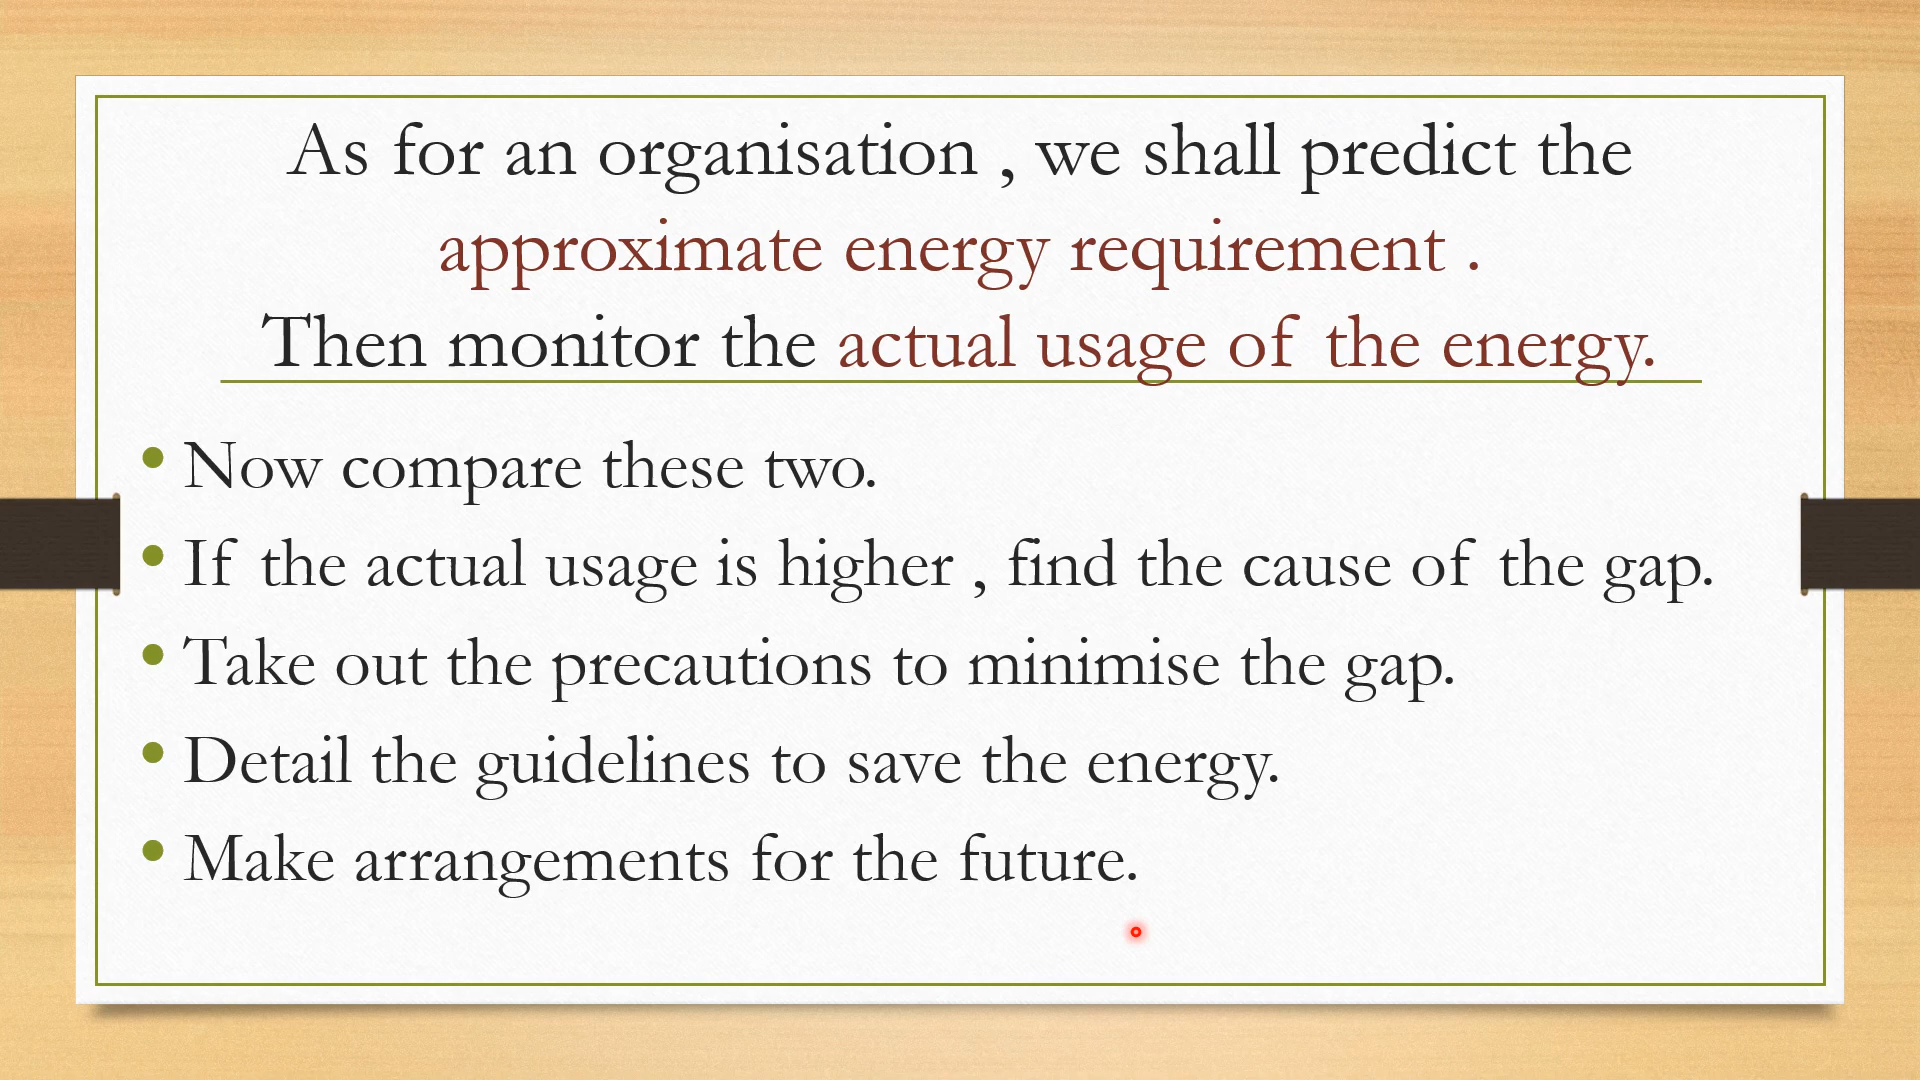 As for an organisation , we shall predict the
approximate energy requirement .
Then monitor the actual usage of the energy.
• Now compare these two.
• If the actual usage is higher , find the cause of the gap.
• Take out the precautions to minimise the gap.
• Detail the guidelines to save the energy.
• Make arrangements for the future.